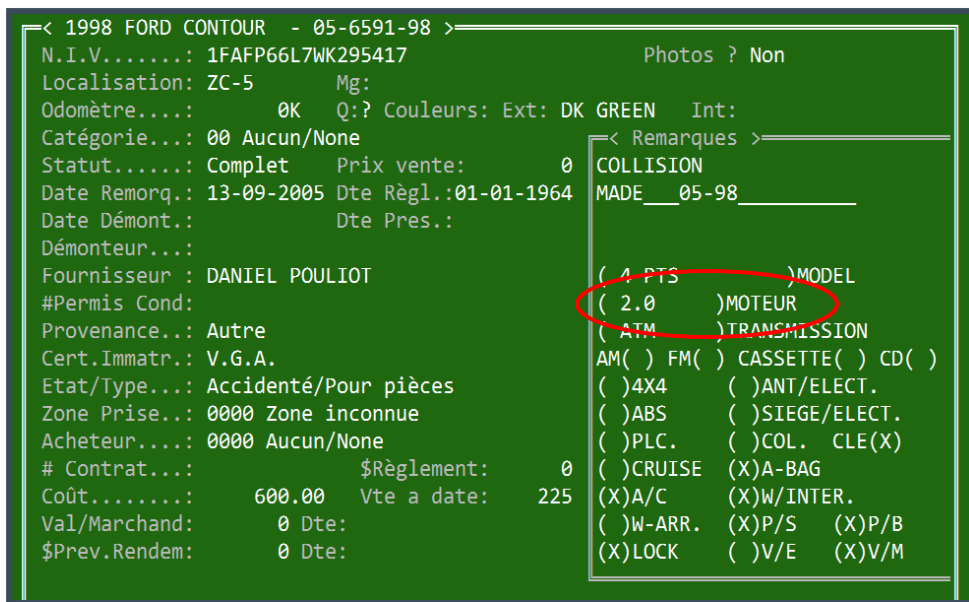 < 1998 FORD CONTOUR - 05-6591-98 >
N.I.V.......: 1FAFP66L7WK295417 Photos ? Non
Localisation: ZC-5 Mg:
Odomètre....: 0K Q:? Couleurs: Ext: DK GREEN Int:
Catégorie...: 00 Aucun/None
Statut......: Complet Prix vente: 0
Date Remorq.: 13-09-2005 Dte Règl.:01-01-1964
Date Démont.: Dte Pres.:
Démonteur...:
Fournisseur : DANIEL POULIOT
#Permis Cond:
Provenance..: Autre
Cert.Immatr.: V.G.A.
Etat/Type...: Accidenté/Pour pièces
Zone Prise..: 0000 Zone inconnue
Acheteur....: 0000 Aucun/None
# Contrat...: $Règlement: 0
Coût........: 600.00 Vte a date: 225
Val/Marchand: 0 Dte:
$Prev.Rendem: 0 Dte:
< Remarques >
COLLISION
MADE___05-98__________
( 4 PTS )MODEL
( 2.0 )MOTEUR
( ATM )TRANSMISSION
AM( ) FM( ) CASSETTE( ) CD( )
( )4X4 ( )ANT/ELECT.
( )ABS ( )SIEGE/ELECT.
( )PLC. ( )COL. CLE(X)
( )CRUISE (X)A-BAG
(X)A/C (X)W/INTER.
( )W-ARR. (X)P/S (X)P/B
(X)LOCK ( )V/E (X)V/M